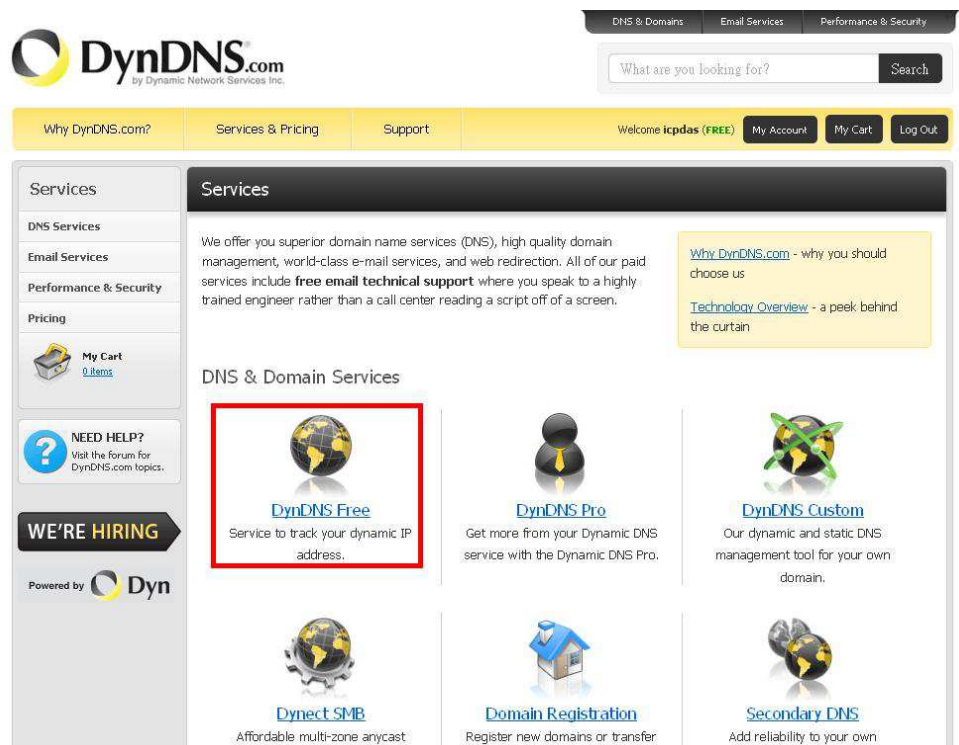 DNS & Domains Email Services Performance & Security
DynDNS.com
by Dynamic Network Services Inc.
What are you looking for? Search
Why DynDNS.com? Services & Pricing Support Welcome icpdas (FREE) My Account My Cart Log Out
Services
DNS Services
Email Services
Performance & Security
Pricing
My Cart
0 items
NEED HELP?
Visit the forum for
DynDNS.com topics.
WE'RE HIRING
Powered by Dyn
Services
We offer you superior domain name services (DNS), high quality domain
management, world-class e-mail services, and web redirection. All of our paid
services include free email technical support where you speak to a highly
trained engineer rather than a call center reading a script off of a screen.
Why DynDNS.com - why you should
choose us
Technology Overview - a peek behind
the curtain
DNS & Domain Services
DynDNS Free
Service to track your dynamic IP
address.
DynDNS Pro
Get more from your Dynamic DNS
service with the Dynamic DNS Pro.
DynDNS Custom
Our dynamic and static DNS
management tool for your own
domain.
Dynect SMB
Affordable multi-zone anycast
Domain Registration
Register new domains or transfer
Secondary DNS
Add reliability to your own